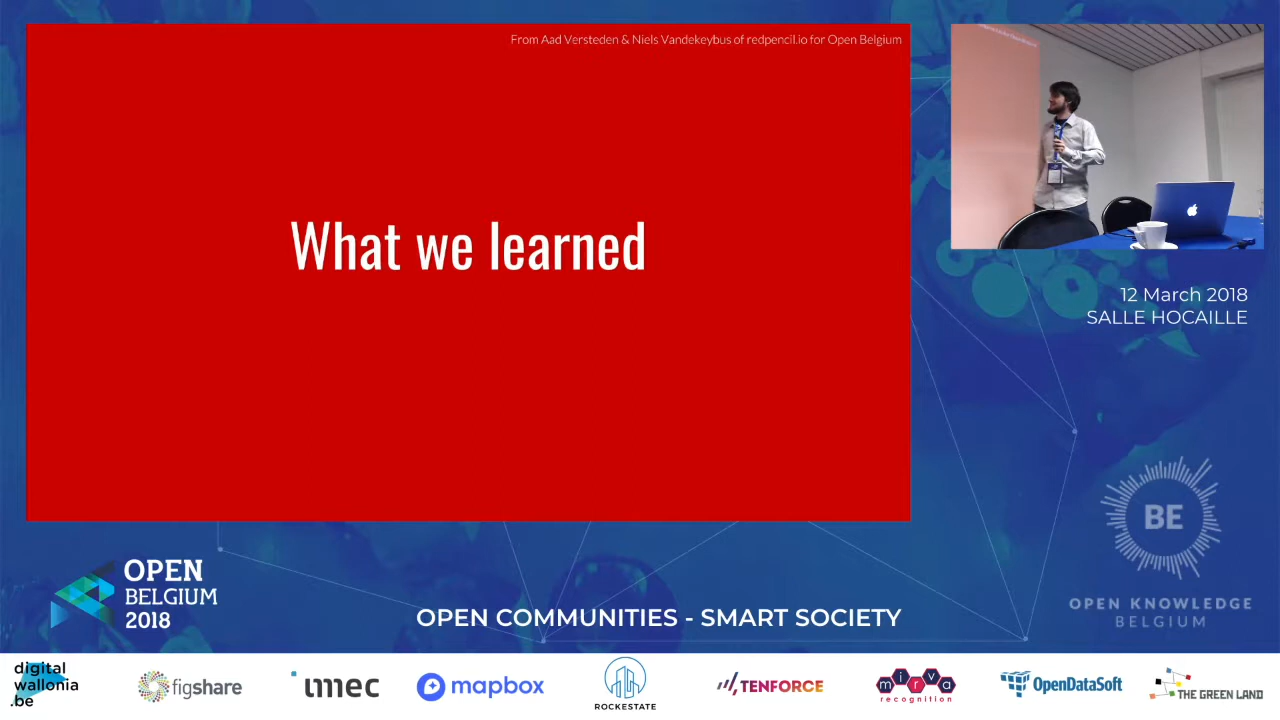 From Aad Versteden & Niels Vandekeybus of redpencil.io for Open Belgium
What we learned
12 March 2018
SALLE HOCAILLE
BE
OPEN KNOWLEDGE
BELGIUM
OPEN
BELGIUM
2018
OPEN COMMUNITIES - SMART SOCIETY
digital
wallonia
.be
figshare
imec
mapbox
ROCKESTATE
TENFORCE
mirva
recognition
OpenDataSoft
THE GREEN LAND